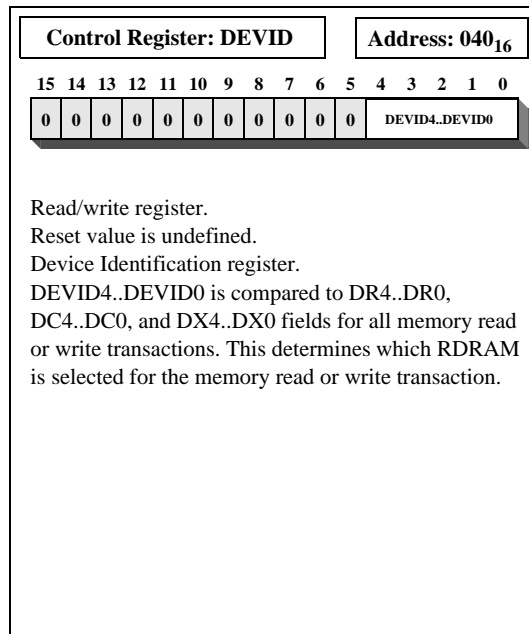 Control Register: DEVID
Address: 040₁₆
15 14 13 12 11 10 9 8 7 6 5 4 3 2 1 0
0 0 0 0 0 0 0 0 0 0 0 DEVID4..DEVID0
Read/write register.
Reset value is undefined.
Device Identification register.
DEVID4..DEVID0 is compared to DR4..DR0,
DC4..DC0, and DX4..DX0 fields for all memory read
or write transactions. This determines which RDRAM
is selected for the memory read or write transaction.